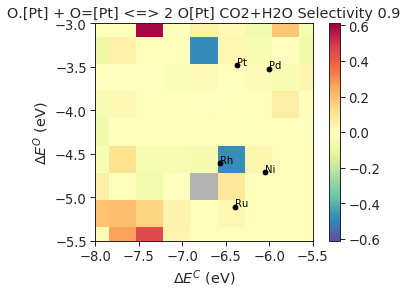 O.[Pt] + O=[Pt] <=> 2 O[Pt] CO2+H2O Selectivity 0.9
−3.0
−3.5
−4.0
−4.5
−5.0
−5.5
ΔE^O (eV)
Pt
Pd
Rh
Ni
Ru
−8.0 −7.5 −7.0 −6.5 −6.0 −5.5
ΔE^C (eV)
0.6
0.4
0.2
0.0
−0.2
−0.4
−0.6